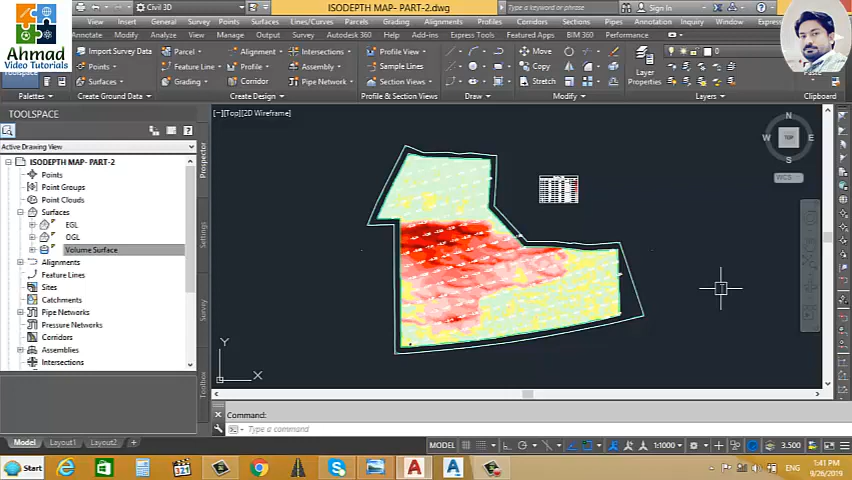 Civil 3D
ISODEPTH MAP- PART-2.dwg
Type a keyword or phrase
View Insert General Survey Points Surfaces Lines/Curves Parcels Grading Alignments Profiles Corridors Sections Pipes Annotation Inquiry Window
Annotate Modify Analyze View Manage Output Survey Autodesk 360 Help Add-ins Express Tools Featured Apps BIM 360 Performance
Ahmad
Video Tutorials
Toolspace
Palettes
Import Survey Data
Points
Surfaces
Create Ground Data
Parcel
Feature Line
Grading
Alignment
Profile
Corridor
Intersections
Assembly
Pipe Network
Create Design
Profile View
Sample Lines
Section Views
Profile & Section Views
Draw
Move
Copy
Stretch
Modify
Layer
Properties
0
Layers
Paste
Clipboard
TOOLSPACE
Active Drawing View
ISODEPTH MAP- PART-2
Points
Point Groups
Point Clouds
Surfaces
EGL
OGL
Volume Surface
Alignments
Feature Lines
Sites
Catchments
Pipe Networks
Pressure Networks
Corridors
Assemblies
Intersections
Prospector
Settings
Survey
Toolbox
[−][Top][2D Wireframe]
N
W TOP E
S
WCS
Y
X
Command:
Type a command
Model Layout1 Layout2 +
MODEL 1:1000 3.500
Start
ENG
1:41 PM
9/26/2019